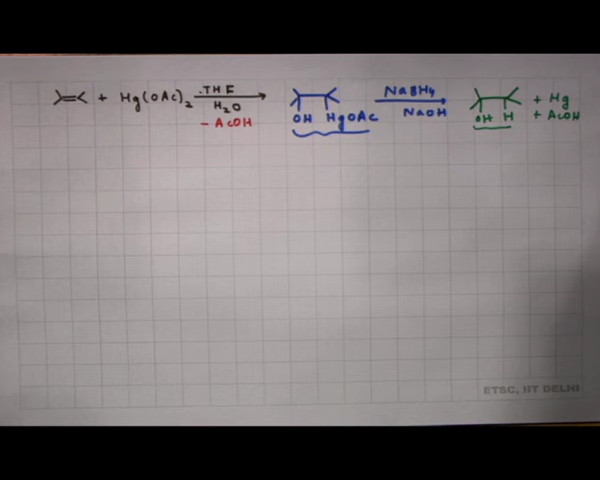 >=< + Hg(OAc)₂ THF H₂O - AcOH
OH HgOAc
NaBH4 NaOH
OH H
+ Hg
+ AcOH
ETSC, IIT DELHI